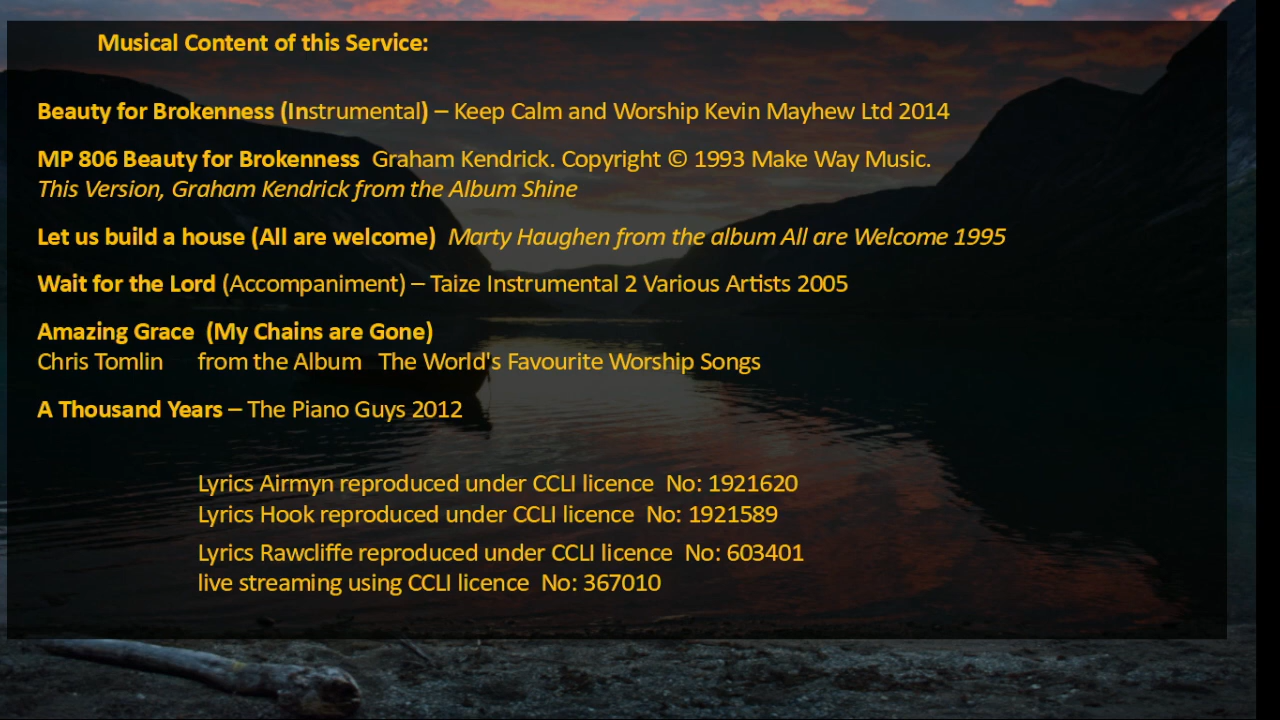 Musical Content of this Service:
Beauty for Brokenness (Instrumental) – Keep Calm and Worship Kevin Mayhew Ltd 2014
MP 806 Beauty for Brokenness  Graham Kendrick. Copyright © 1993 Make Way Music.
This Version, Graham Kendrick from the Album Shine
Let us build a house (All are welcome)  Marty Haughen from the album All are Welcome 1995
Wait for the Lord (Accompaniment) – Taize Instrumental 2 Various Artists 2005
Amazing Grace  (My Chains are Gone)
Chris Tomlin     from the Album   The World's Favourite Worship Songs
A Thousand Years – The Piano Guys 2012
Lyrics Airmyn reproduced under CCLI licence  No: 1921620
Lyrics Hook reproduced under CCLI licence  No: 1921589
Lyrics Rawcliffe reproduced under CCLI licence  No: 603401
live streaming using CCLI licence  No: 367010